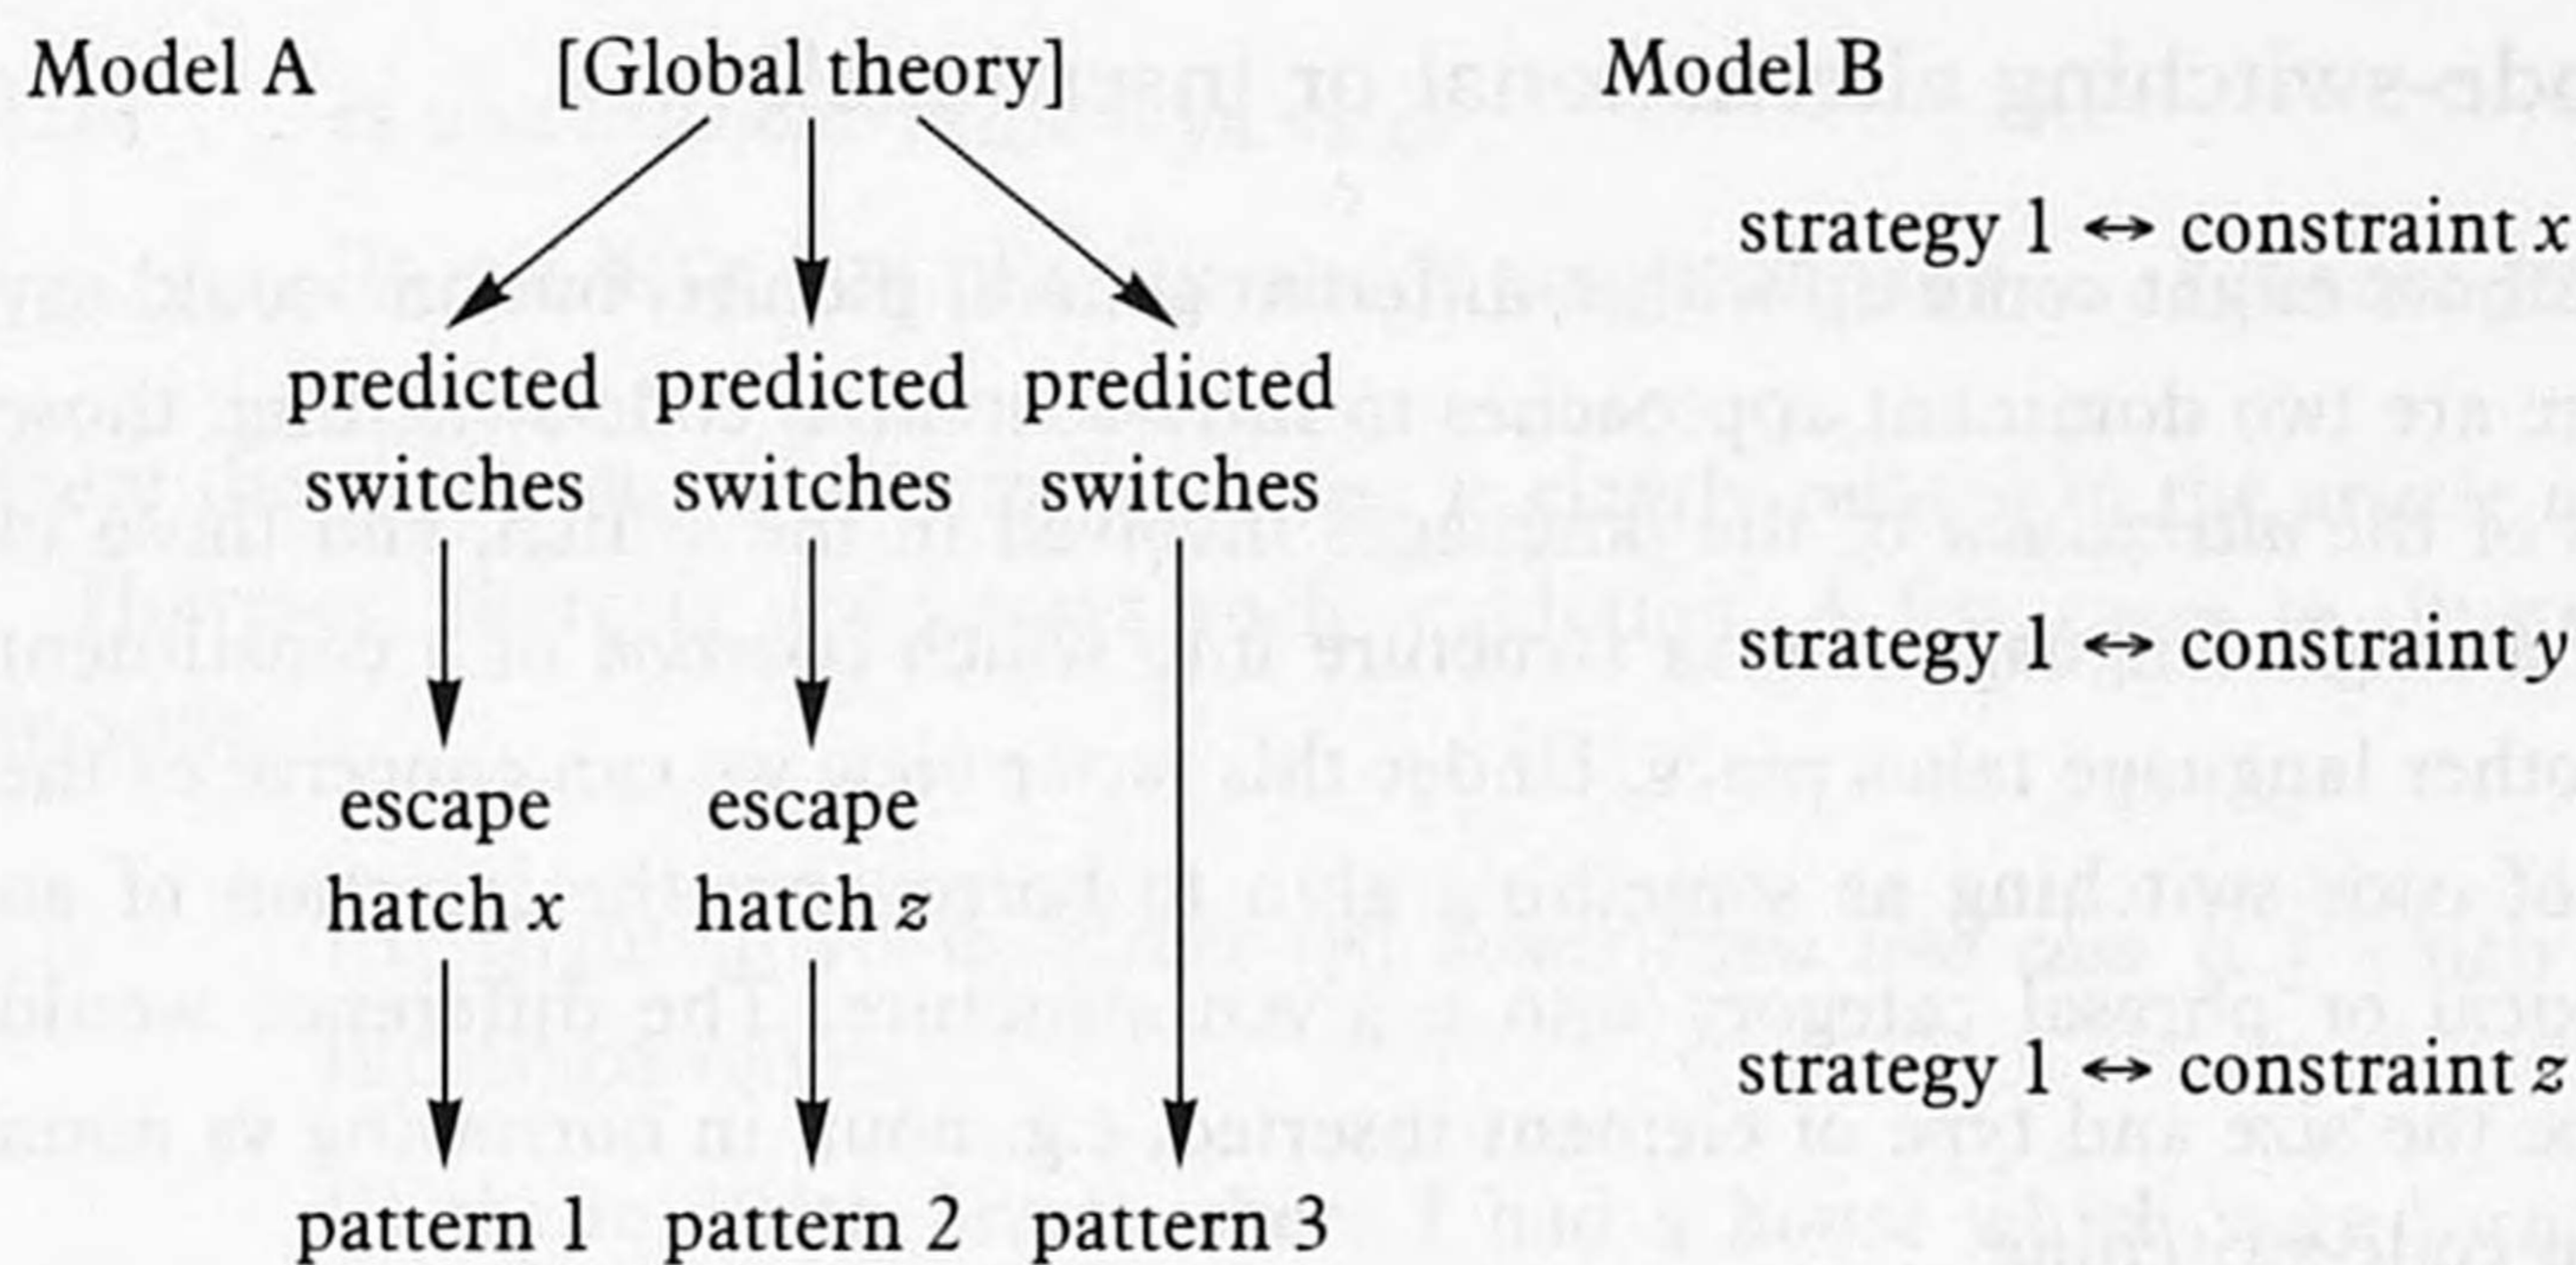 Model A [Global theory] Model B
strategy 1 ↔ constraint x
predicted predicted predicted
switches switches switches
strategy 1 ↔ constraint y
escape escape
hatch x hatch z
strategy 1 ↔ constraint z
pattern 1 pattern 2 pattern 3